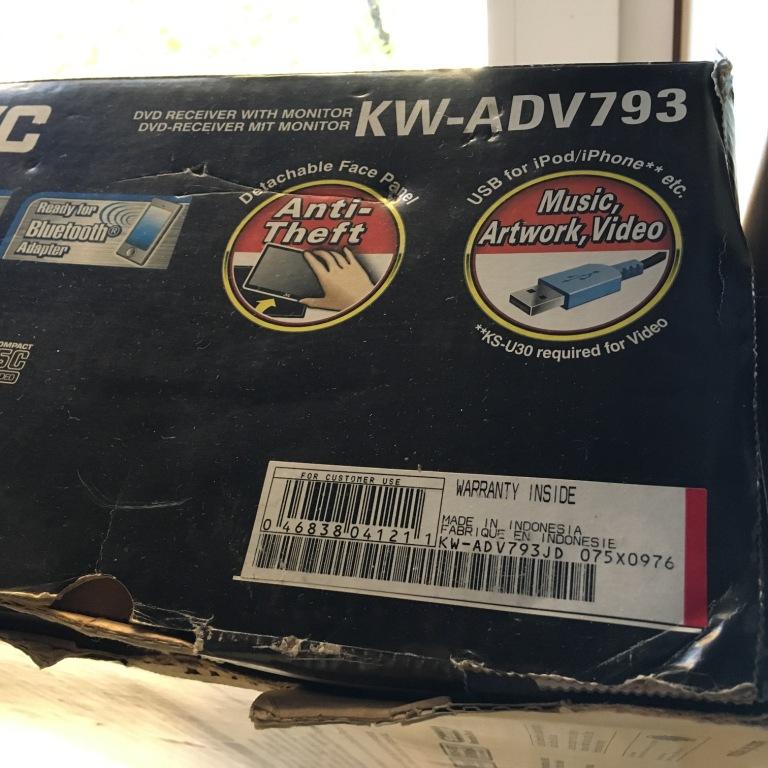 DVD RECEIVER WITH MONITOR
DVD-RECEIVER MIT MONITOR
KW-ADV793
Ready for
Bluetooth®
Adapter
Detachable Face Panel
Anti-
Theft
USB for iPod/iPhone** etc.
Music,
Artwork, Video
**KS-U30 required for Video
FOR CUSTOMER USE
0 46838 04121 1
WARRANTY INSIDE
MADE IN INDONESIA
FABRIQUE EN INDONESIE
KW-ADV793JD 075X0976